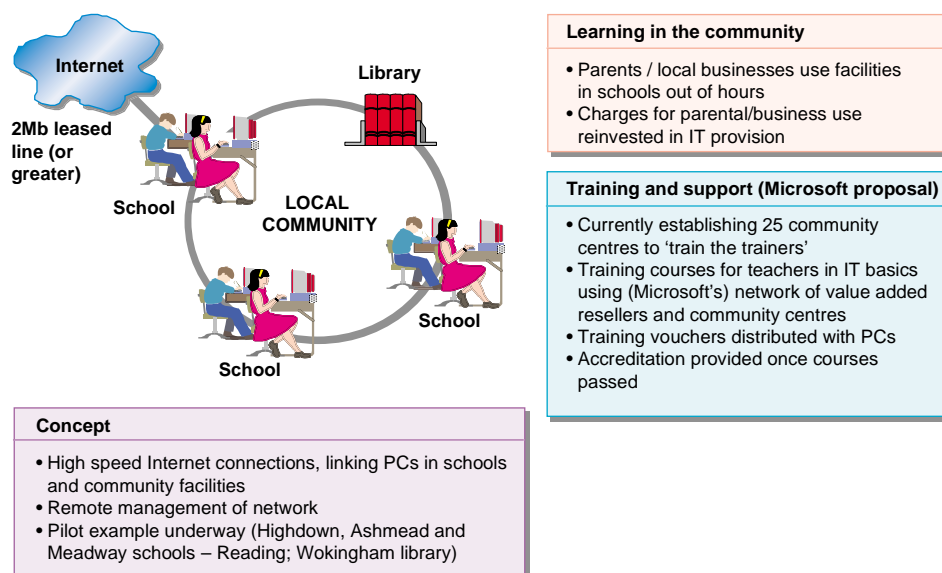 Internet
2Mb leased
line (or
greater)
School
Library
LOCAL
COMMUNITY
School
School
Learning in the community
• Parents / local businesses use facilities
in schools out of hours
• Charges for parental/business use
reinvested in IT provision
Training and support (Microsoft proposal)
• Currently establishing 25 community
centres to ‘train the trainers’
• Training courses for teachers in IT basics
using (Microsoft’s) network of value added
resellers and community centres
• Training vouchers distributed with PCs
• Accreditation provided once courses
passed
Concept
• High speed Internet connections, linking PCs in schools
and community facilities
• Remote management of network
• Pilot example underway (Highdown, Ashmead and
Meadway schools – Reading; Wokingham library)